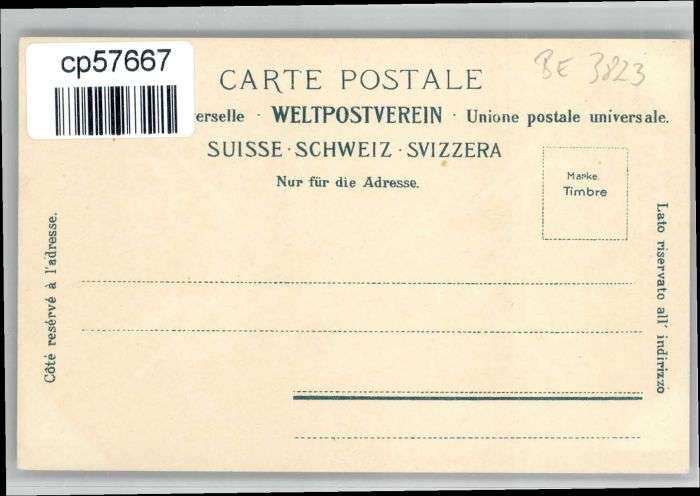 cp57667
BE 3823
CARTE POSTALE
erselle · WELTPOSTVEREIN · Unione postale universale.
SUISSE · SCHWEIZ · SVIZZERA
Nur für die Adresse.
Marke.
Timbre
Côté resérvé à l'adresse.
Lato riservato all' indirizzo